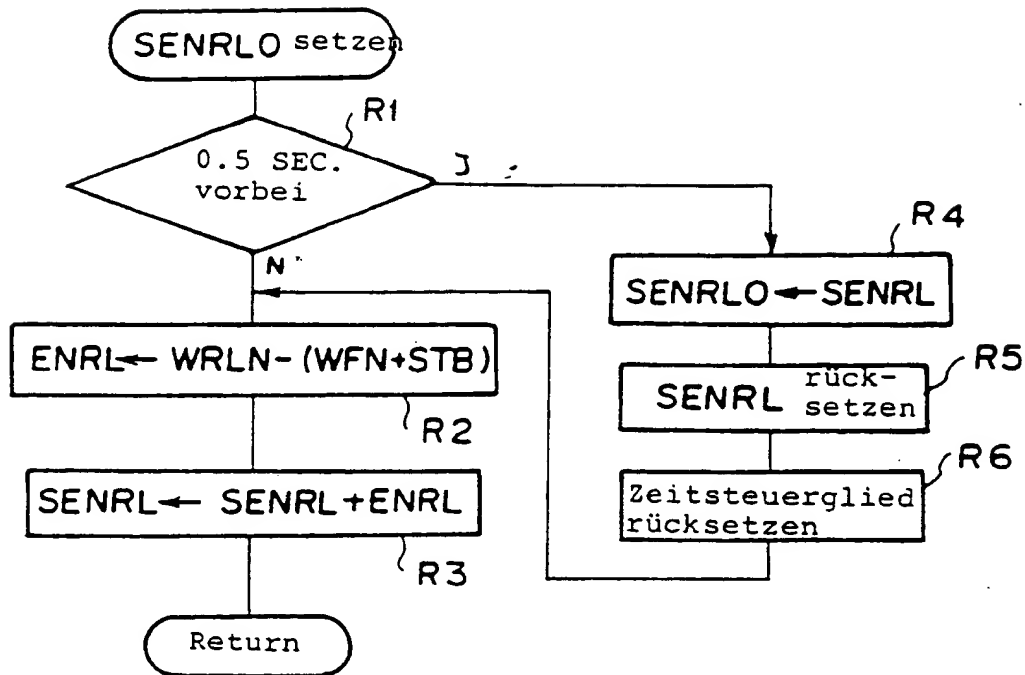 SENRLO setzen
R1
0.5 SEC.
vorbei
J
N
R4
SENRLO ← SENRL
ENRL ← WRLN - (WFN+STB)
R2
R5
SENRL rück-
setzen
R6
SENRL ← SENRL + ENRL
R3
Zeitsteuerglied
rücksetzen
Return